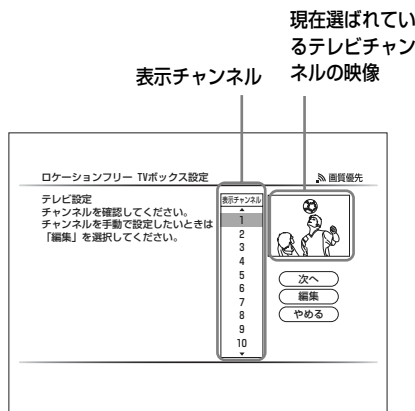 現在選ばれてい
るテレビチャン
ネルの映像
表示チャンネル
ロケーションフリー TVボックス設定
画質優先
テレビ設定
チャンネルを確認してください。
チャンネルを手動で設定したいときは
「編集」を選択してください。
表示チャンネル
1
2
3
4
5
6
7
8
9
10
次へ
編集
やめる